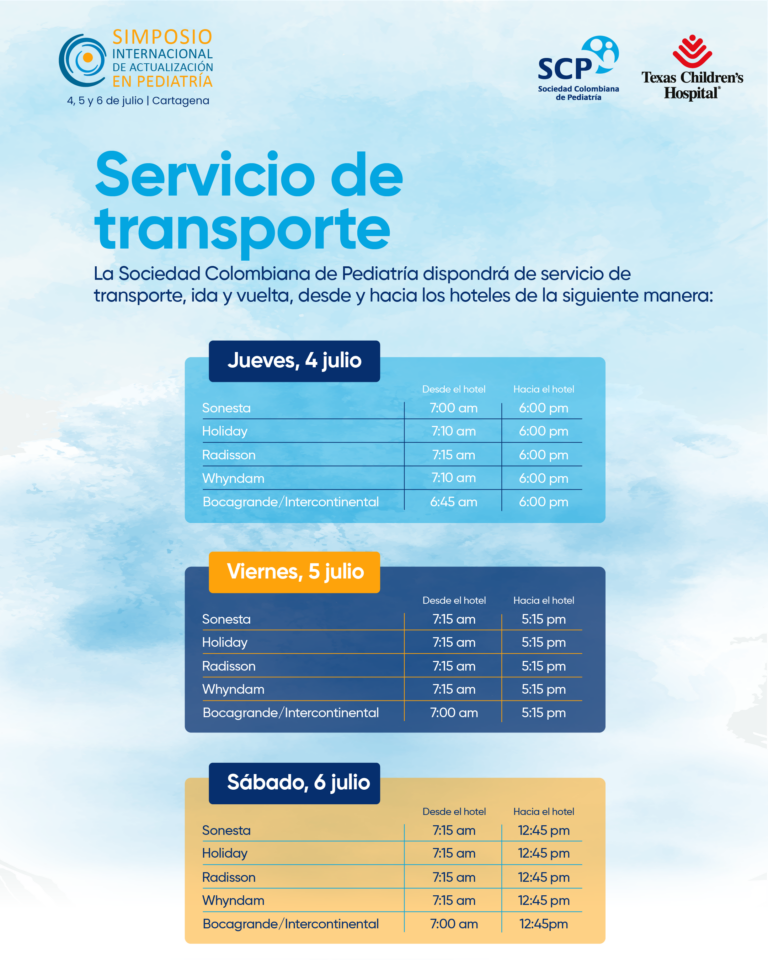 SIMPOSIO
INTERNACIONAL
DE ACTUALIZACIÓN
EN PEDIATRÍA
4, 5 y 6 de julio | Cartagena
SCP
Sociedad Colombiana
de Pediatría
Texas Children's
Hospital®
Servicio de
transporte
La Sociedad Colombiana de Pediatría dispondrá de servicio de
transporte, ida y vuelta, desde y hacia los hoteles de la siguiente manera:
Jueves, 4 julio
Desde el hotel Hacia el hotel
Sonesta 7:00 am 6:00 pm
Holiday 7:10 am 6:00 pm
Radisson 7:15 am 6:00 pm
Whyndam 7:10 am 6:00 pm
Bocagrande/Intercontinental 6:45 am 6:00 pm
Viernes, 5 julio
Desde el hotel Hacia el hotel
Sonesta 7:15 am 5:15 pm
Holiday 7:15 am 5:15 pm
Radisson 7:15 am 5:15 pm
Whyndam 7:15 am 5:15 pm
Bocagrande/Intercontinental 7:00 am 5:15 pm
Sábado, 6 julio
Desde el hotel Hacia el hotel
Sonesta 7:15 am 12:45 pm
Holiday 7:15 am 12:45 pm
Radisson 7:15 am 12:45 pm
Whyndam 7:15 am 12:45 pm
Bocagrande/Intercontinental 7:00 am 12:45pm